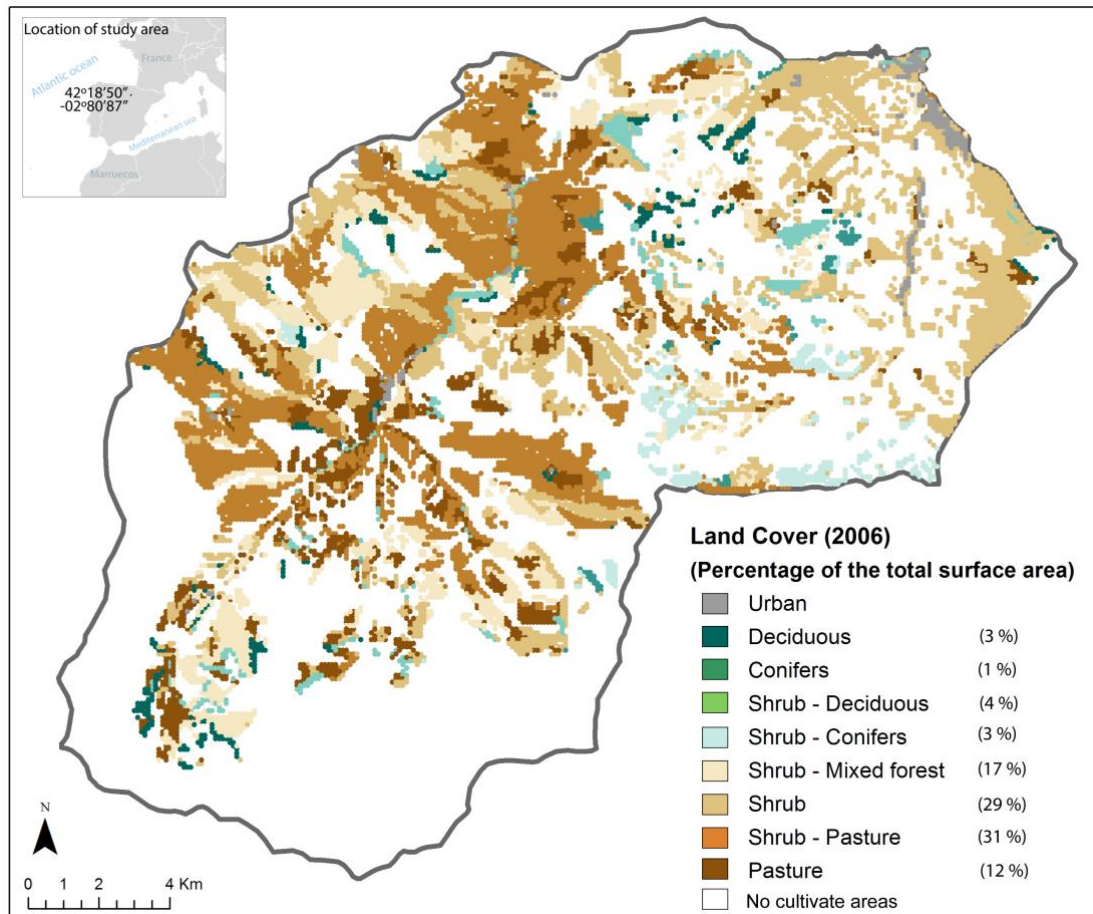 Location of study area
France
Atlantic ocean
42º18'50" -
-02º80'87"
Mediterranean sea
Marruecos
Land Cover (2006)
(Percentage of the total surface area)
Urban
Deciduous (3 %)
Conifers (1 %)
Shrub - Deciduous (4 %)
Shrub - Conifers (3 %)
Shrub - Mixed forest (17 %)
Shrub (29 %)
Shrub - Pasture (31 %)
Pasture (12 %)
No cultivate areas
N
0 1 2 4 Km